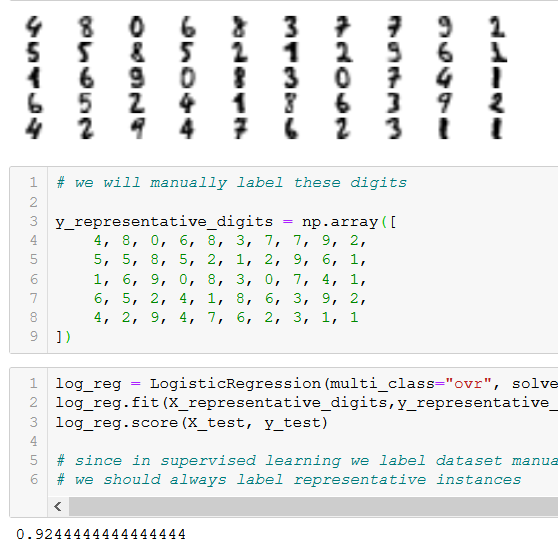 4 8 0 6 8 3 7 7 9 2
5 5 8 5 2 1 2 9 6 1
1 6 9 0 8 3 0 7 4 1
6 5 2 4 1 8 6 3 9 2
4 2 9 4 7 6 2 3 1 1
1 # we will manually label these digits
2
3 y_representative_digits = np.array([
4 4, 8, 0, 6, 8, 3, 7, 7, 9, 2,
5 5, 5, 8, 5, 2, 1, 2, 9, 6, 1,
6 1, 6, 9, 0, 8, 3, 0, 7, 4, 1,
7 6, 5, 2, 4, 1, 8, 6, 3, 9, 2,
8 4, 2, 9, 4, 7, 6, 2, 3, 1, 1
9 ])
1 log_reg = LogisticRegression(multi_class="ovr", solve
2 log_reg.fit(X_representative_digits,y_representative_
3 log_reg.score(X_test, y_test)
4
5 # since in supervised learning we label dataset manua
6 # we should always label representative instances
0.9244444444444444